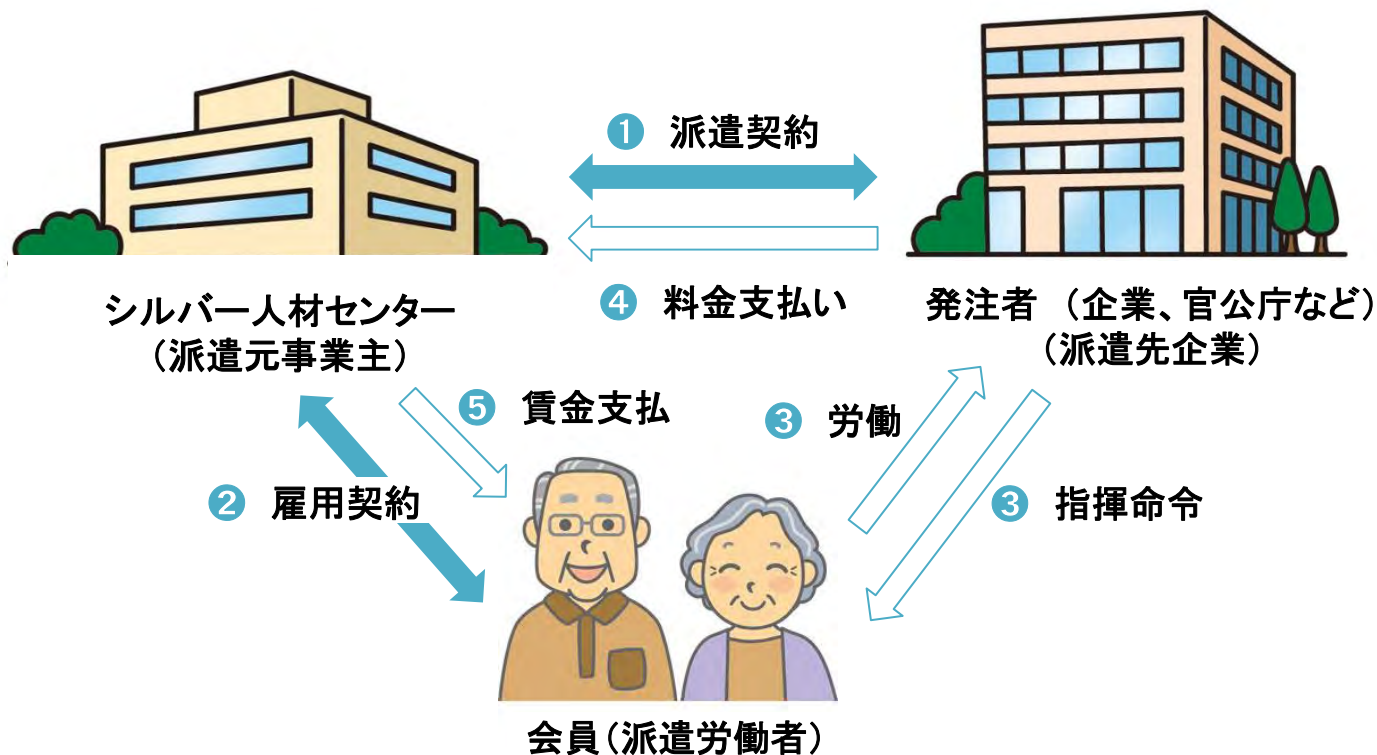 ❶ 派遣契約
❹ 料金支払い
シルバー人材センター
（派遣元事業主）
発注者 （企業、官公庁など）
（派遣先企業）
❺ 賃金支払
❸ 労働
❷ 雇用契約
❸ 指揮命令
会員（派遣労働者）